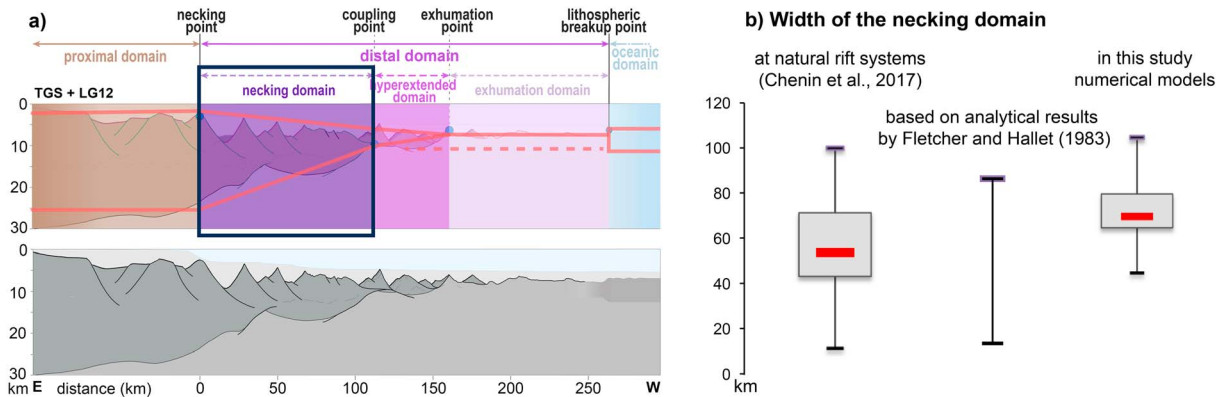 a)
necking
point
coupling
point
exhumation
point
lithospheric
breakup point
proximal domain
distal domain
oceanic
domain
necking domain
hyperextended
domain
exhumation domain
TGS + LG12
0
10
20
30
0
10
20
30
km E distance (km) 0 50 100 150 200 250 W
b) Width of the necking domain
at natural rift systems
(Chenin et al., 2017)
in this study
numerical models
based on analytical results
by Fletcher and Hallet (1983)
120
100
80
60
40
20
0
km